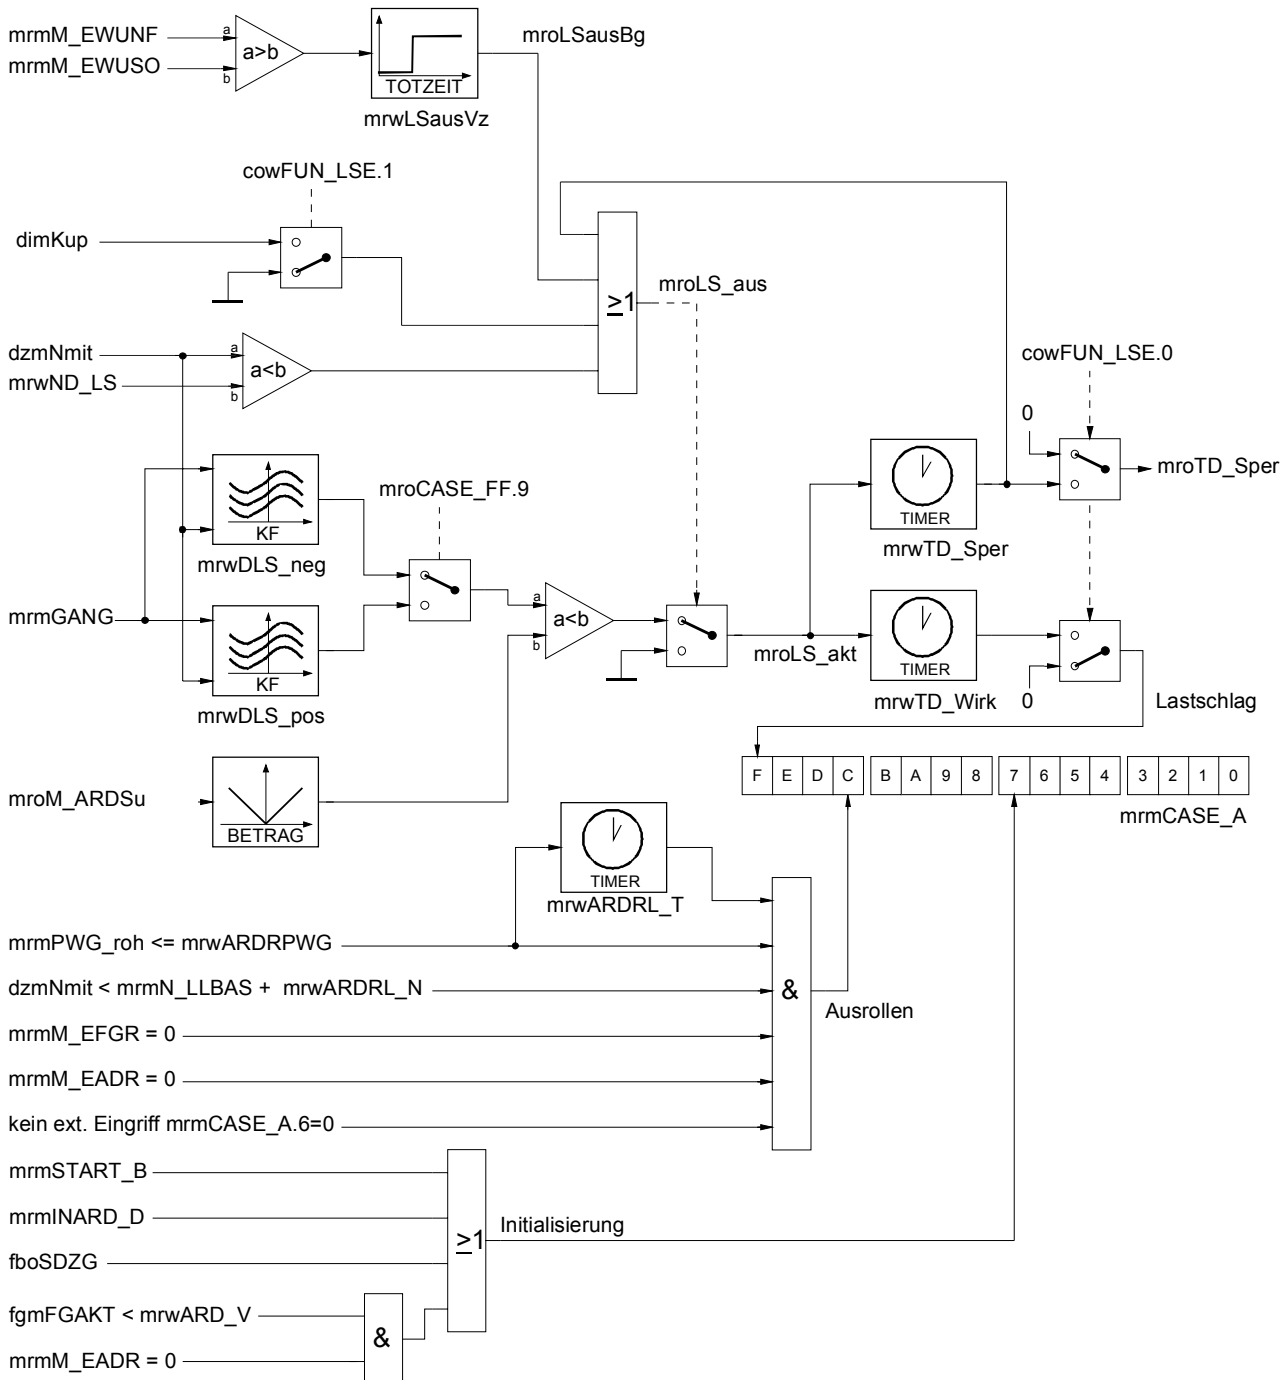 mrmM_EWUNF
mrmM_EWUSO
a
b
a>b
TOTZEIT
mrwLSausVz
mroLSausBg
cowFUN_LSE.1
dimKup
dzmNmit
mrwND_LS
a
b
a<b
≥1
mroLS_aus
cowFUN_LSE.0
0
mroTD_Sper
TIMER
mrwTD_Sper
KF
mrwDLS_neg
mroCASE_FF.9
mrmGANG
KF
mrwDLS_pos
a
b
a<b
mroLS_akt
TIMER
mrwTD_Wirk
0
Lastschlag
mroM_ARDSu
BETRAG
F E D C B A 9 8 7 6 5 4 3 2 1 0
mrmCASE_A
TIMER
mrwARDRL_T
mrmPWG_roh <= mrwARDRPWG
dzmNmit < mrmN_LLBAS + mrwARDRL_N
mrmM_EFGR = 0
mrmM_EADR = 0
kein ext. Eingriff mrmCASE_A.6=0
&
Ausrollen
mrmSTART_B
mrmINARD_D
fboSDZG
≥1
Initialisierung
fgmFGAKT < mrwARD_V
mrmM_EADR = 0
&